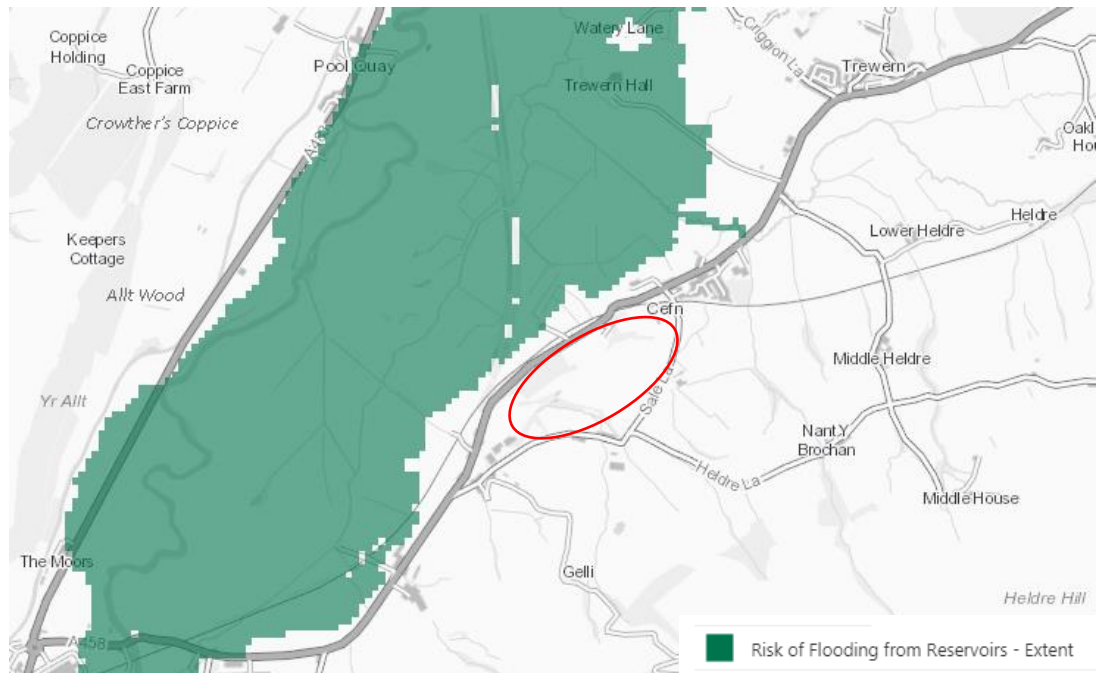 Coppice
Holding
Coppice
East Farm
Crowther's Coppice
Pool Quay
Watery Lane
Trewern Hall
Criggion La
Trewern
Keepers
Cottage
Allt Wood
Lower Heldre
Heldre
Cefn
Middle Heldre
Yr Allt
Sale La
Nant Y
Brochan
Heldre La
Middle House
The Moors
Gelli
Heldre Hill
A458
Risk of Flooding from Reservoirs - Extent